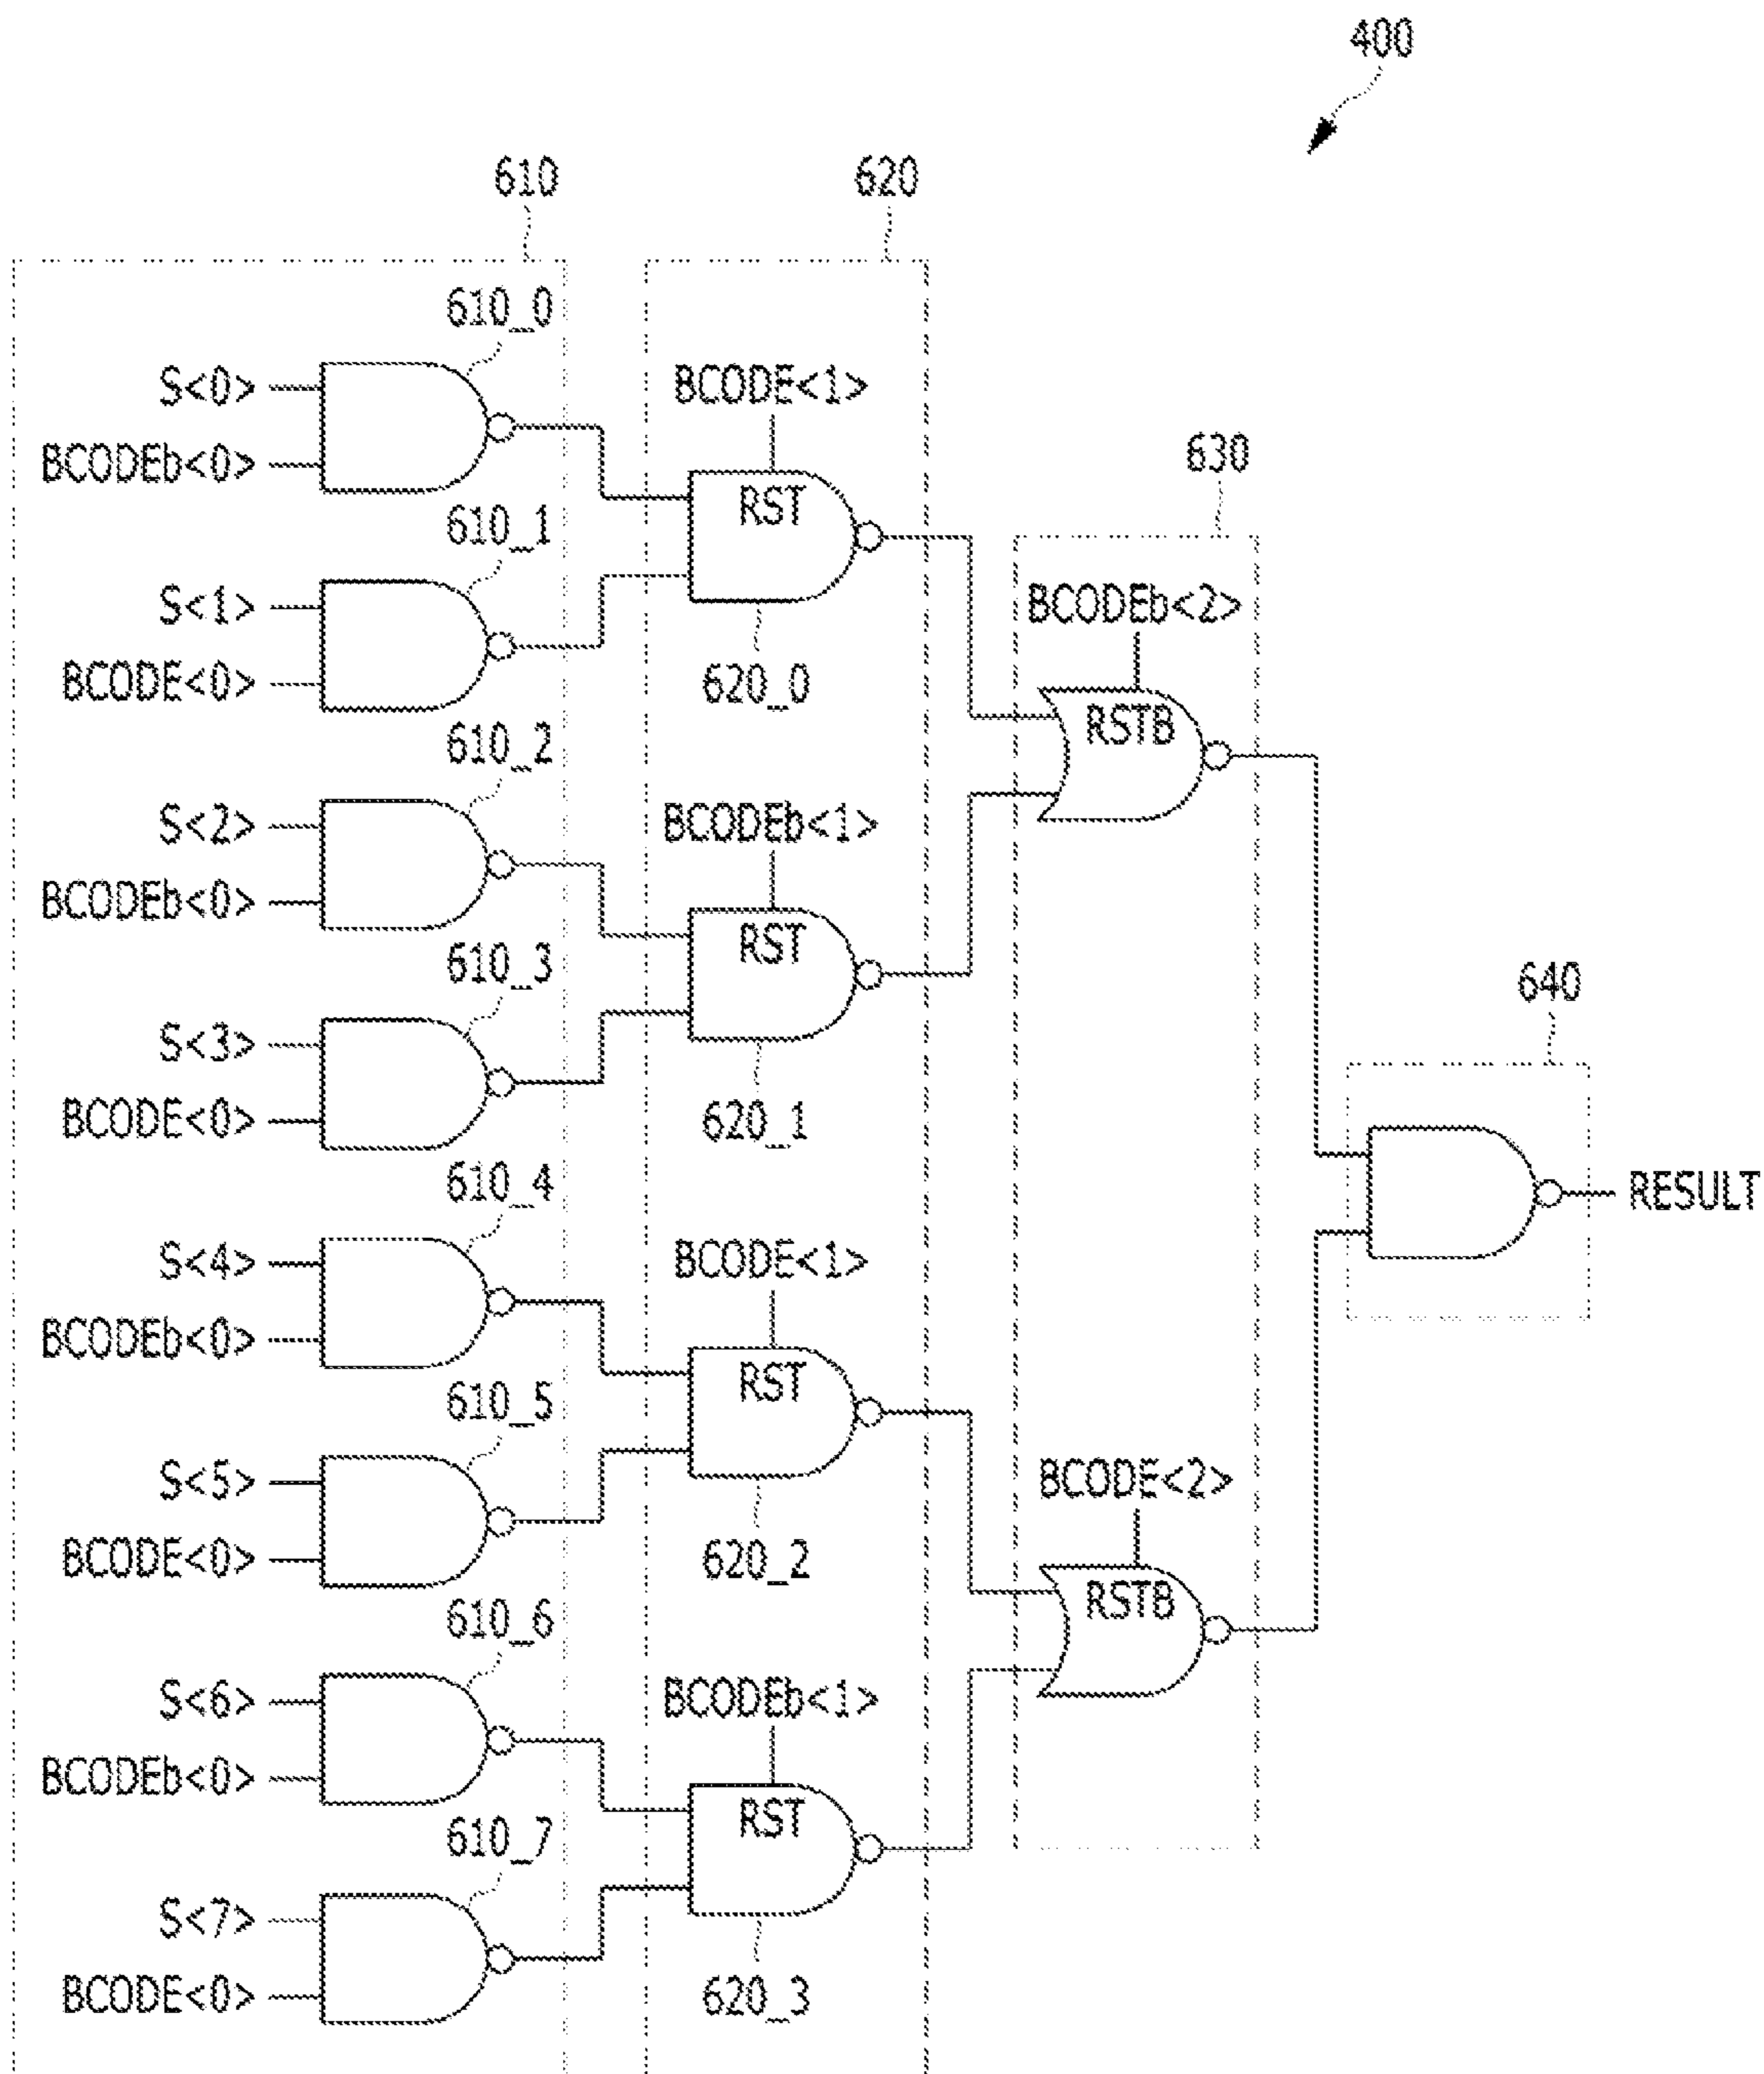 400
610
620
610_0
S<0>
BCODEb<0>
BCODE<1>
RST
620_0
610_1
S<1>
BCODE<0>
630
BCODEb<2>
RSTB
610_2
S<2>
BCODEb<0>
BCODEb<1>
RST
620_1
610_3
S<3>
BCODE<0>
640
RESULT
610_4
S<4>
BCODEb<0>
BCODE<1>
RST
620_2
610_5
S<5>
BCODE<0>
BCODE<2>
RSTB
610_6
S<6>
BCODEb<0>
BCODEb<1>
RST
620_3
610_7
S<7>
BCODE<0>